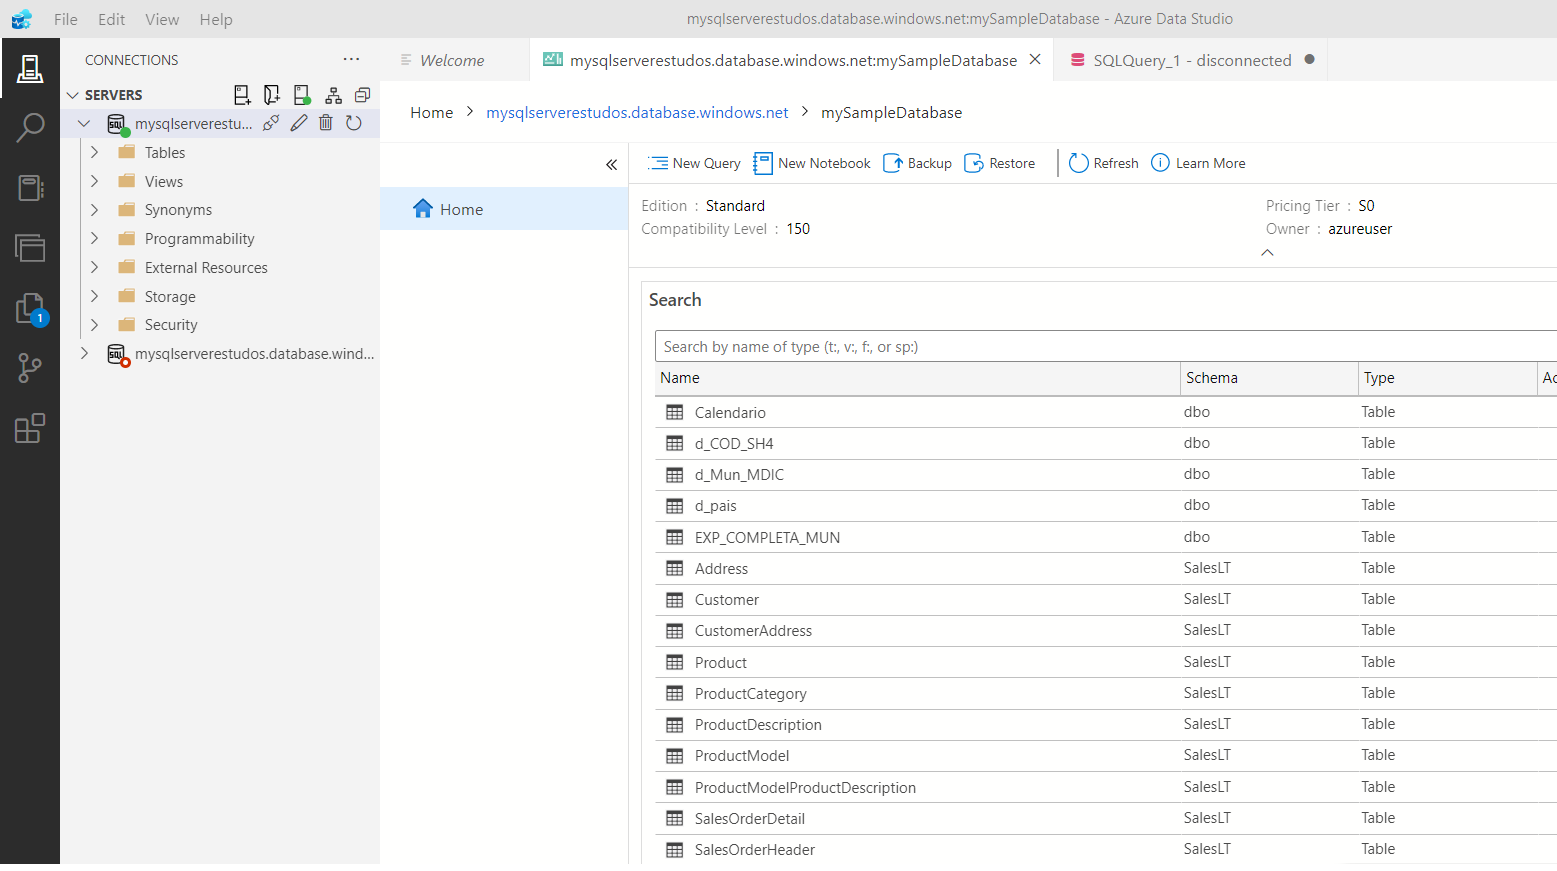 File Edit View Help
mysqlserverestudos.database.windows.net:mySampleDatabase - Azure Data Studio
CONNECTIONS
SERVERS
mysqlserverestu...
Tables
Views
Synonyms
Programmability
External Resources
Storage
Security
mysqlserverestudos.database.wind...
1
Welcome
mysqlserverestudos.database.windows.net:mySampleDatabase
SQLQuery_1 - disconnected
Home > mysqlserverestudos.database.windows.net > mySampleDatabase
Home
New Query New Notebook Backup Restore Refresh Learn More
Edition : Standard
Pricing Tier : S0
Compatibility Level : 150
Owner : azureuser
Search
Search by name of type (t:, v:, f:, or sp:)
Name Schema Type Ac
Calendario dbo Table
d_COD_SH4 dbo Table
d_Mun_MDIC dbo Table
d_pais dbo Table
EXP_COMPLETA_MUN dbo Table
Address SalesLT Table
Customer SalesLT Table
CustomerAddress SalesLT Table
Product SalesLT Table
ProductCategory SalesLT Table
ProductDescription SalesLT Table
ProductModel SalesLT Table
ProductModelProductDescription SalesLT Table
SalesOrderDetail SalesLT Table
SalesOrderHeader SalesLT Table